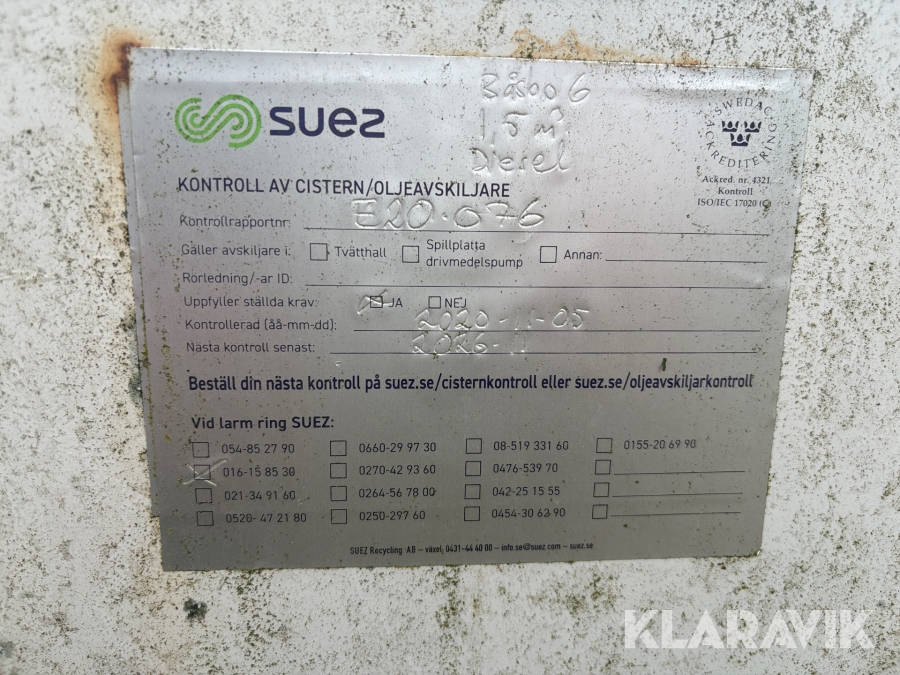 suez
Båsbo 6
1,5 m³
Diesel
SWEDAC
ACKREDITERING
Ackred. nr. 4321
Kontroll
ISO/IEC 17020 (C)
KONTROLL AV CISTERN/OLJEAVSKILJARE
Kontrollrapportnr: E20-076
Gäller avskiljare i: Tvätthall Spillplatta drivmedelspump Annan:
Rörledning/-ar ID:
Uppfyller ställda krav: JA NEJ
Kontrollerad (åå-mm-dd): 2020-11-05
Nästa kontroll senast: 2026-11
Beställ din nästa kontroll på suez.se/cisternkontroll eller suez.se/oljeavskiljarkontroll
Vid larm ring SUEZ:
054-85 27 90 0660-29 97 30 08-519 331 60 0155-20 69 90
016-15 85 30 0270-42 93 60 0476-539 70
021-34 91 60 0264-56 78 00 042-25 15 55
0520-47 21 80 0250-297 60 0454-30 62 90
SUEZ Recycling AB – växel: 0431-44 40 00 – info.se@suez.com – suez.se
KLARAVIK